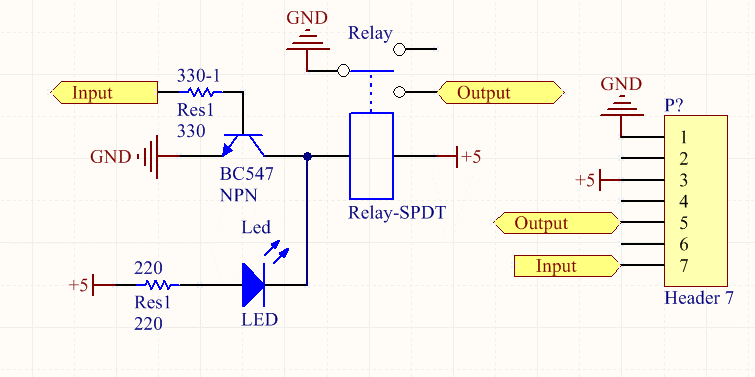 GND
Relay
330-1
Input
Res1
330
Output
GND
P?
GND
BC547
NPN
+5
Relay-SPDT
1
2
+5
3
4
Output
5
6
Input
7
Header 7
Led
220
+5
Res1
220
LED